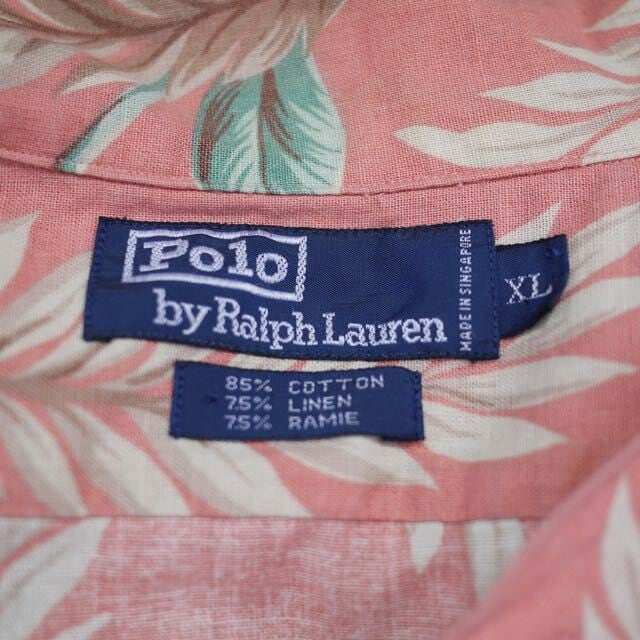 Polo
by Ralph Lauren
MADE IN SINGAPORE
XL
85% COTTON
7.5% LINEN
7.5% RAMIE